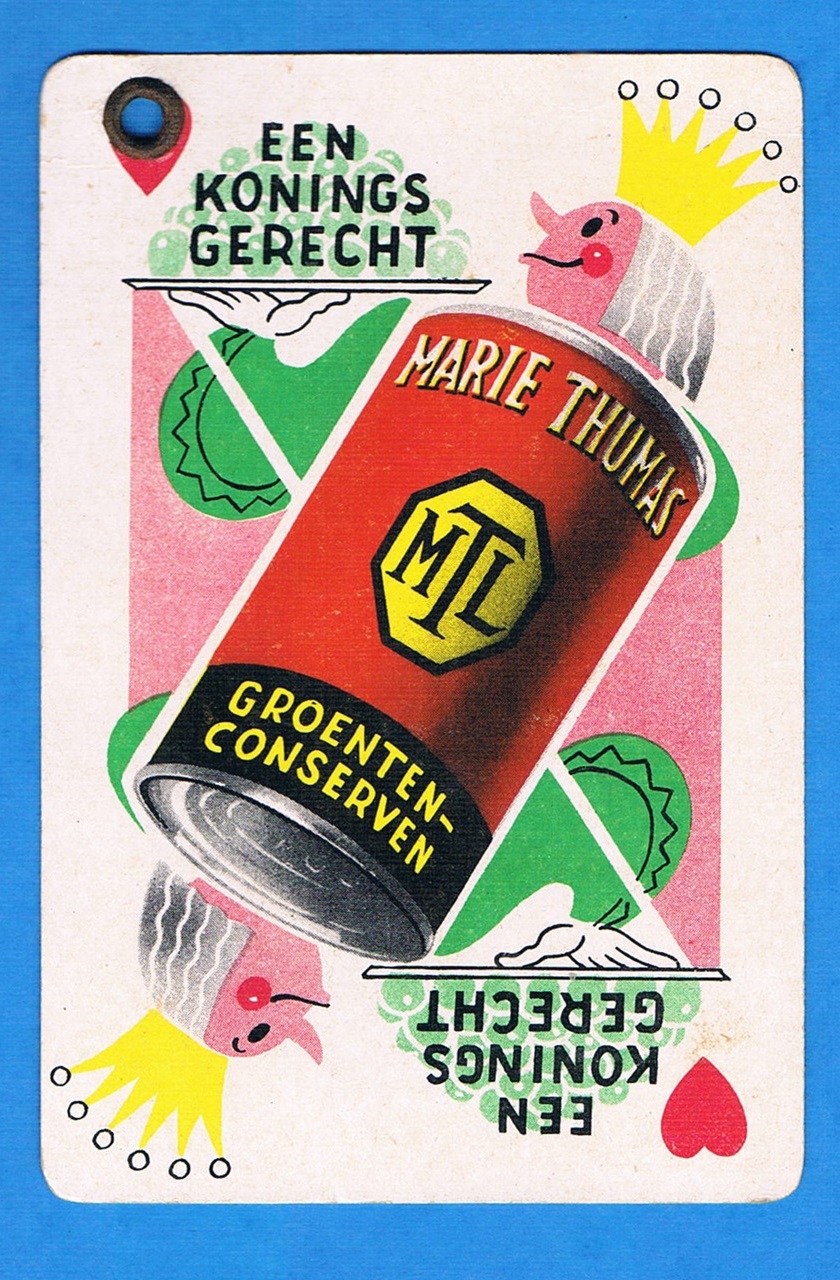 EEN
KONINGS
GERECHT
MARIE THUMAS
MTL
GROENTEN-
CONSERVEN
EEN
KONINGS
GERECHT